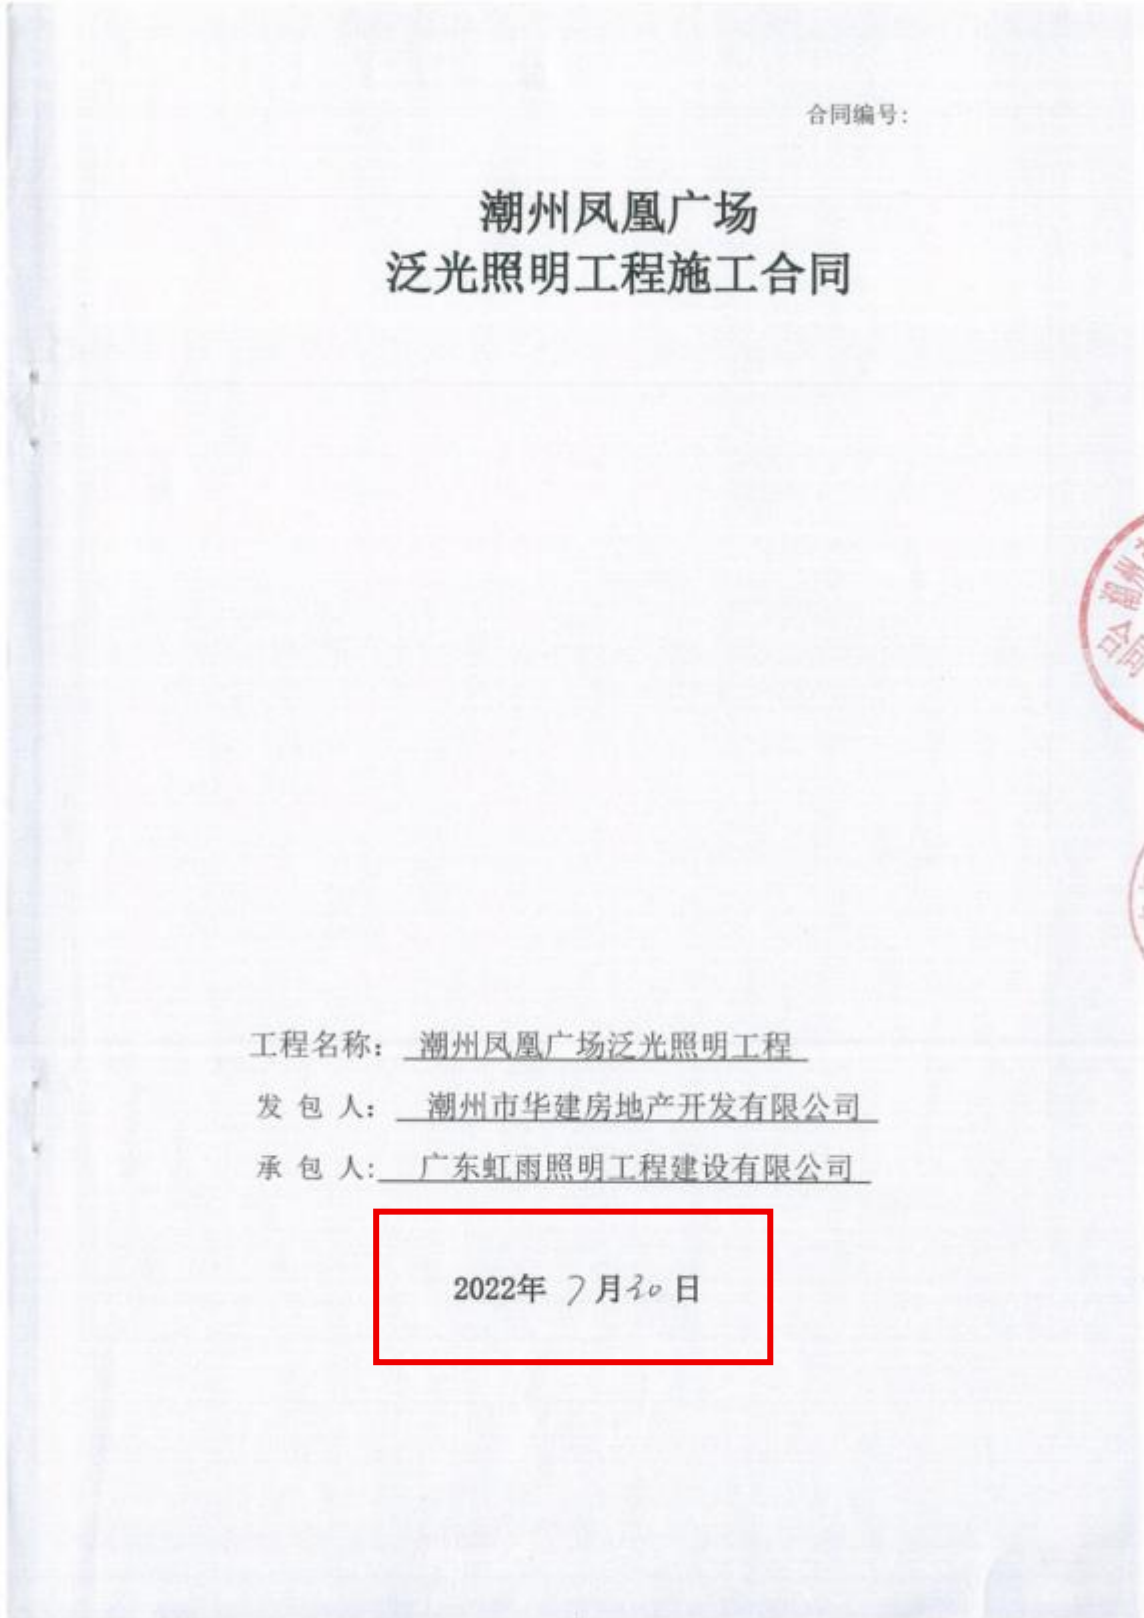 合同编号:
潮州凤凰广场
泛光照明工程施工合同
潮州
合同
工程名称: 潮州凤凰广场泛光照明工程
发 包 人: 潮州市华建房地产开发有限公司
承 包 人: 广东虹雨照明工程建设有限公司
2022年 7月30日